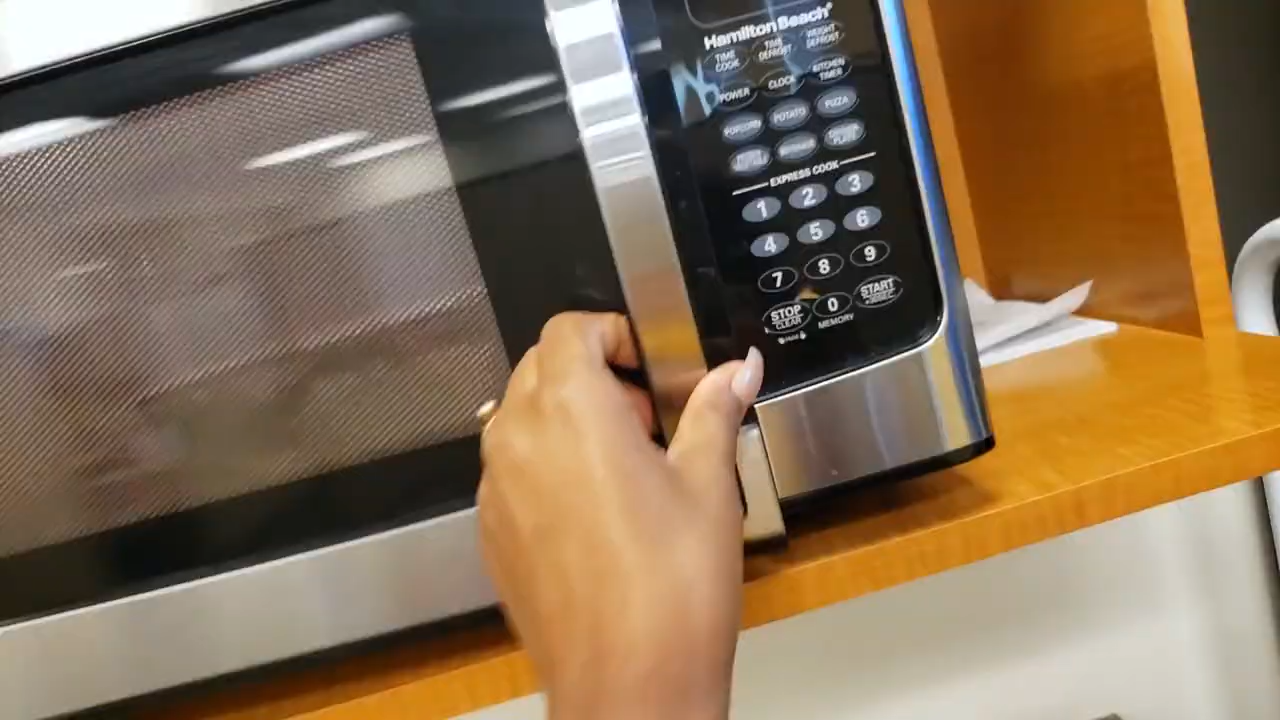 Hamilton Beach®
TIME COOK
TIME DEFROST
WEIGHT DEFROST
POWER
CLOCK
KITCHEN TIMER
POPCORN
POTATO
PIZZA
EXPRESS COOK
1 2 3
4 5 6
7 8 9
STOP CLEAR
0
START
MEMORY